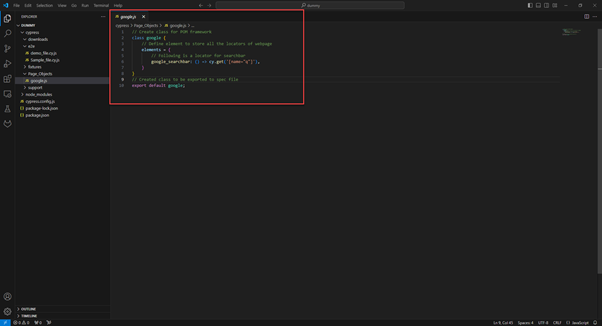 File Edit Selection View Go Run Terminal Help
dummy
EXPLORER
DUMMY
cypress
downloads
e2e
demo_file.cy.js
Sample_file.cy.js
fixtures
Page_Objects
google.js
support
node_modules
cypress.config.js
package-lock.json
package.json
OUTLINE
TIMELINE
google.js
cypress > Page_Objects > google.js > ...
1 // Create class for POM framework
2 class google {
3 // Define element to store all the locators of webpage
4 elements = {
5 // Following is a locator for searchbar
6 google_searchbar: () => cy.get('[name="q"]'),
7 }
8 }
9 // Created class to be exported to spec file
10 export default google;
Ln 9, Col 45 Spaces: 4 UTF-8 CRLF JavaScript